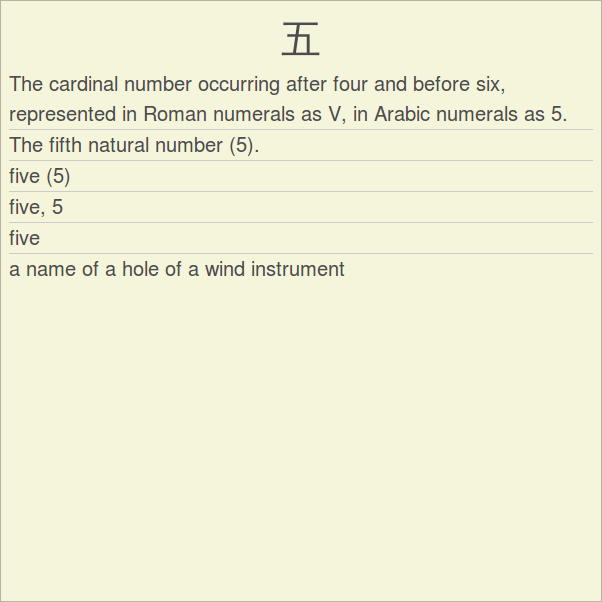 五
The cardinal number occurring after four and before six,
represented in Roman numerals as V, in Arabic numerals as 5.
The fifth natural number (5).
five (5)
five, 5
five
a name of a hole of a wind instrument